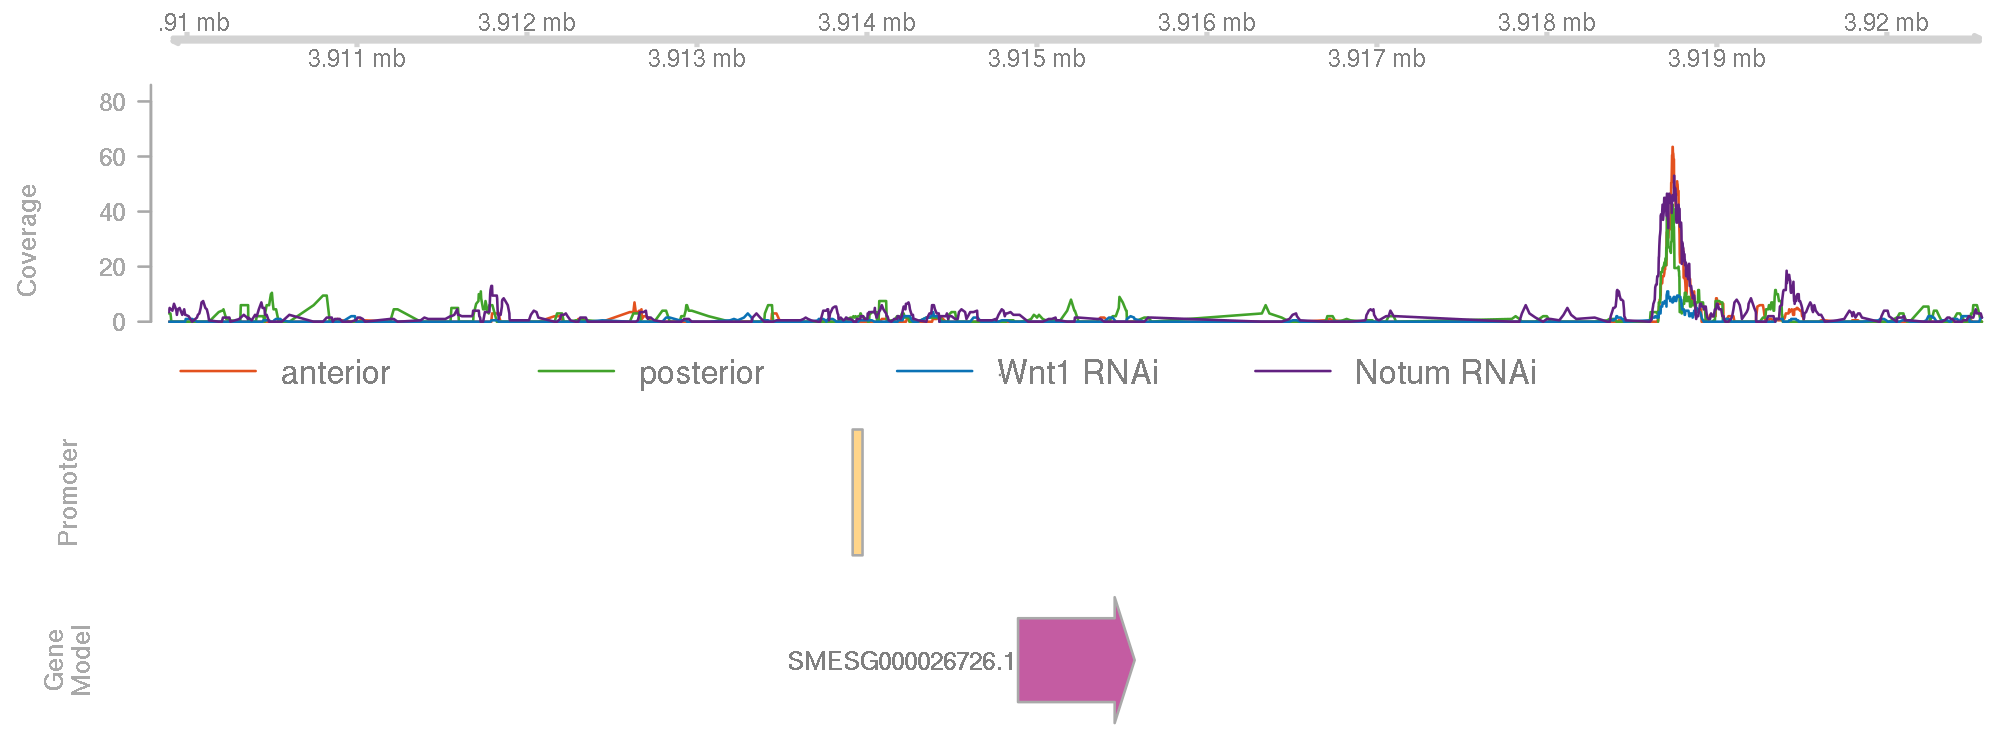 .91 mb 3.912 mb 3.914 mb 3.916 mb 3.918 mb 3.92 mb
3.911 mb 3.913 mb 3.915 mb 3.917 mb 3.919 mb
Coverage
80
60
40
20
0
anterior posterior Wnt1 RNAi Notum RNAi
Promoter
Gene
Model
SMESG000026726.1